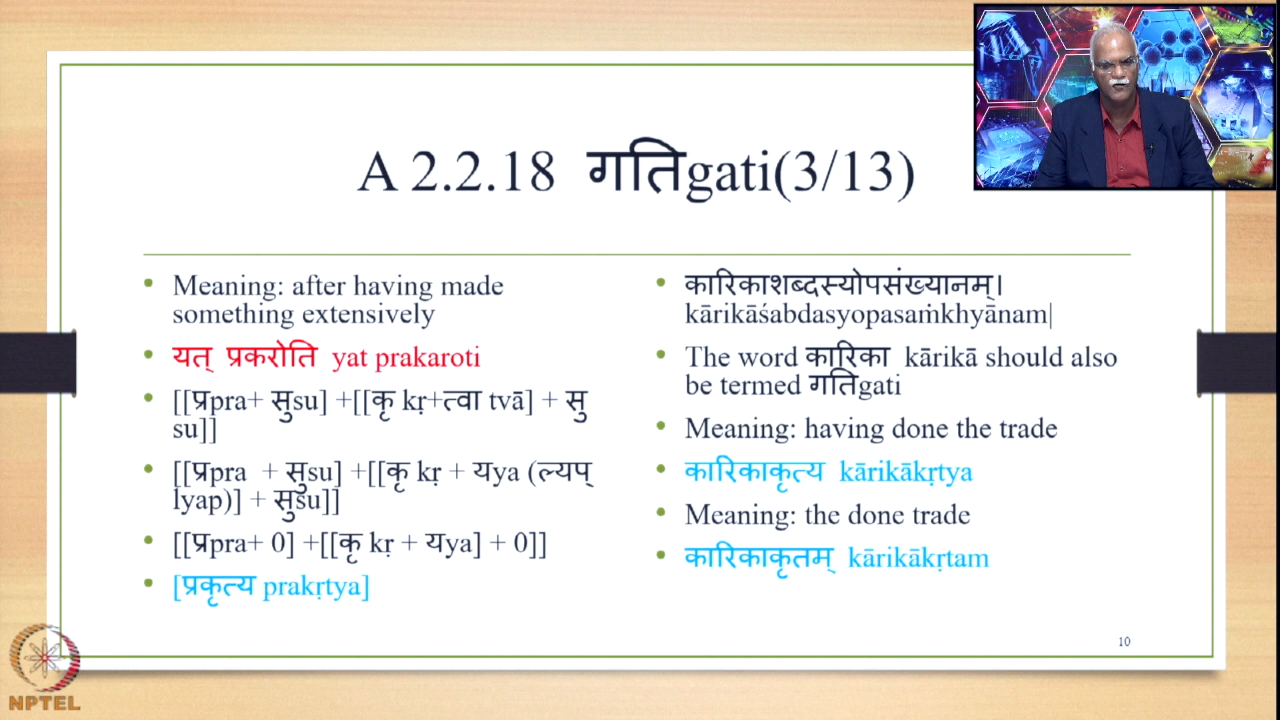 A 2.2.18 गतिgati(3/13)
Meaning: after having made
something extensively
यत् प्रकरोति yat prakaroti
[[प्रpra+ सुsu] +[[कृ kṛ+त्वा tvā] + सु
su]]
[[प्रpra + सुsu] +[[कृ kṛ + यya (ल्यप्
lyap)] + सुsu]]
[[प्रpra+ 0] +[[कृ kṛ + यya] + 0]]
[प्रकृत्य prakṛtya]
कारिकाशब्दस्योपसंख्यानम्।
kārikāśabdasyopasaṁkhyānam|
The word कारिका kārikā should also
be termed गतिgati
Meaning: having done the trade
कारिकाकृत्य kārikākṛtya
Meaning: the done trade
कारिकाकृतम् kārikākṛtam
10
NPTEL